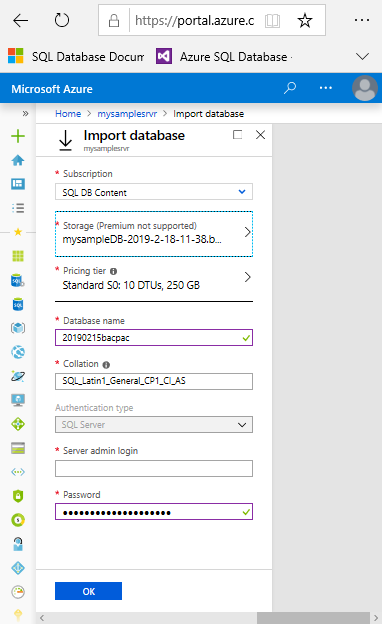 https://portal.azure.c
SQL Database Docum
Azure SQL Database
Microsoft Azure
Home > mysamplesrvr > Import database
Import database
mysamplesrvr
* Subscription
SQL DB Content
* Storage (Premium not supported)
mysampleDB-2019-2-18-11-38.b...
* Pricing tier
Standard S0: 10 DTUs, 250 GB
* Database name
20190215bacpac
* Collation
SQL_Latin1_General_CP1_CI_AS
Authentication type
SQL Server
* Server admin login
* Password
OK